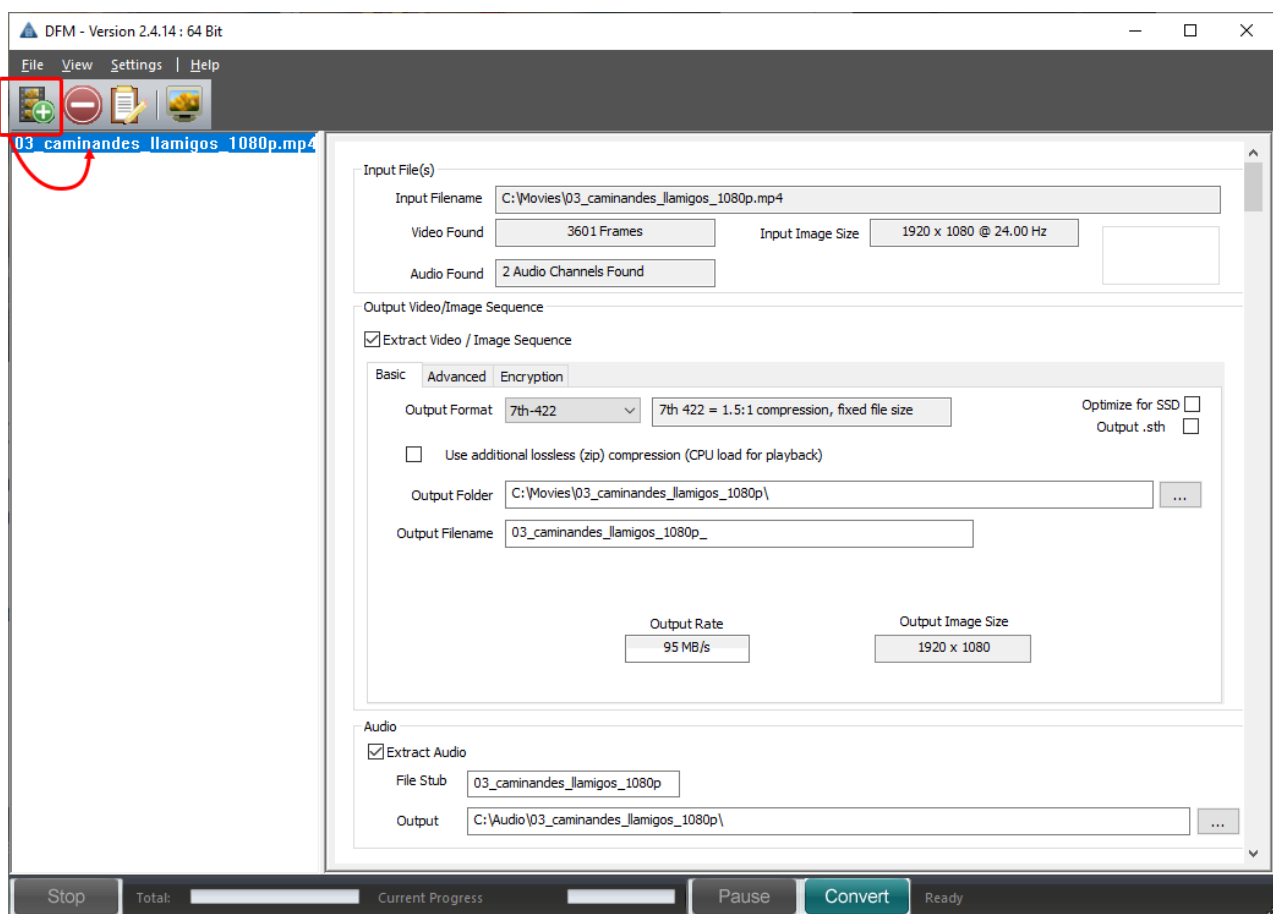 DFM - Version 2.4.14 : 64 Bit
File View Settings | Help
03_caminandes_llamigos_1080p.mp4
Input File(s)
Input Filename C:\Movies\03_caminandes_llamigos_1080p.mp4
Video Found 3601 Frames Input Image Size 1920 x 1080 @ 24.00 Hz
Audio Found 2 Audio Channels Found
Output Video/Image Sequence
Extract Video / Image Sequence
Basic Advanced Encryption
Output Format 7th-422 7th 422 = 1.5:1 compression, fixed file size Optimize for SSD
Output .sth
Use additional lossless (zip) compression (CPU load for playback)
Output Folder C:\Movies\03_caminandes_llamigos_1080p\ ...
Output Filename 03_caminandes_llamigos_1080p_
Output Rate Output Image Size
95 MB/s 1920 x 1080
Audio
Extract Audio
File Stub 03_caminandes_llamigos_1080p
Output C:\Audio\03_caminandes_llamigos_1080p\ ...
Stop Total: Current Progress Pause Convert Ready